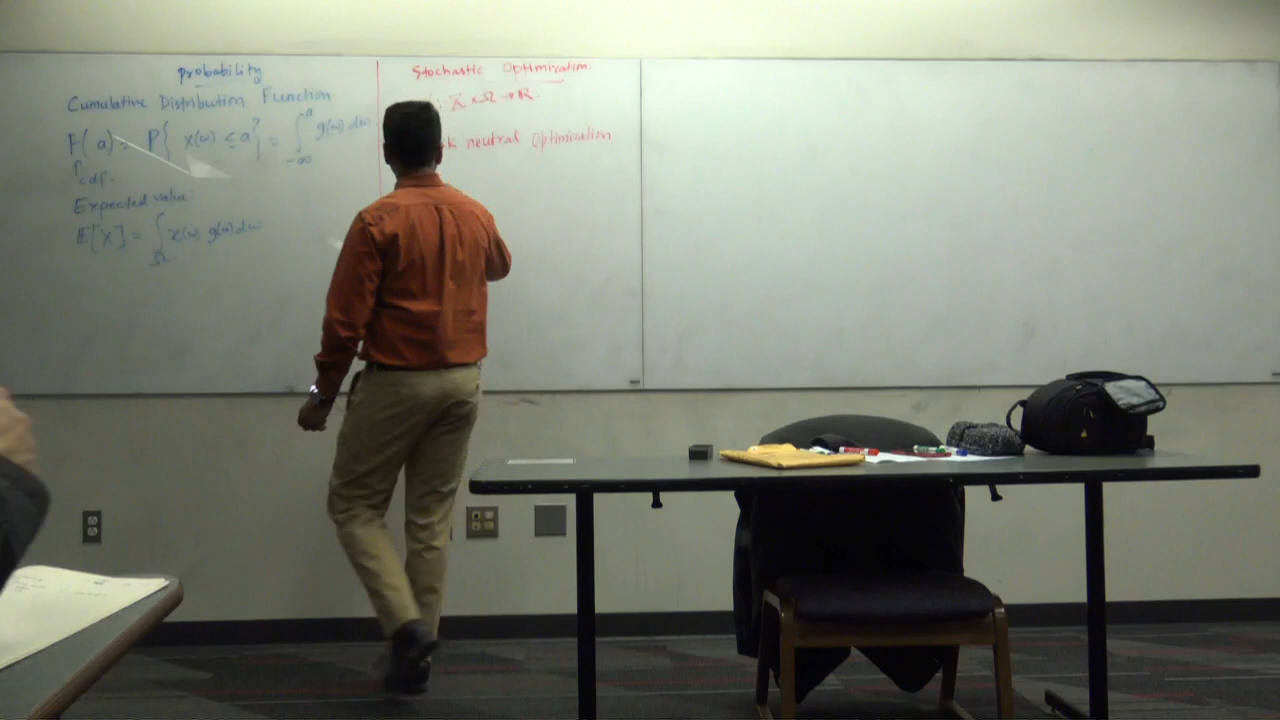 probability
Cumulative Distribution Function
F(a) = P{ x(ω) ≤ a } = ∫_{-∞}^{a} g(ω) dω
cdf.
Expected value:
E[X] = ∫_Ω x(ω) g(ω) dω
Stochastic Optimization.
: X × Ω → R.
neutral Optimization